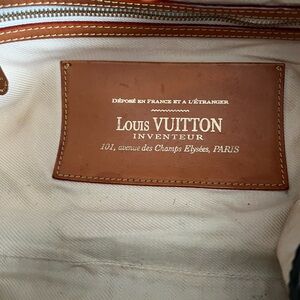 DÉPOSÉ EN FRANCE ET A L'ÉTRANGER
LOUIS VUITTON
INVENTEUR
101, avenue des Champs Elysées, PARIS